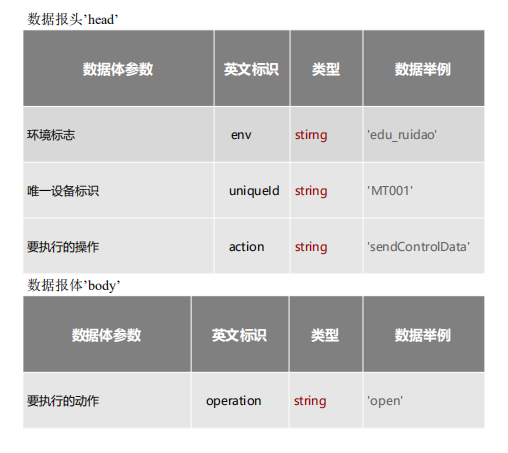 数据报头’head’
数据体参数 英文标识 类型 数据举例
环境标志 env stirng 'edu_ruidao'
唯一设备标识 uniqueId string 'MT001'
要执行的操作 action string 'sendControlData'
数据报体’body’
数据体参数 英文标识 类型 数据举例
要执行的动作 operation string 'open'